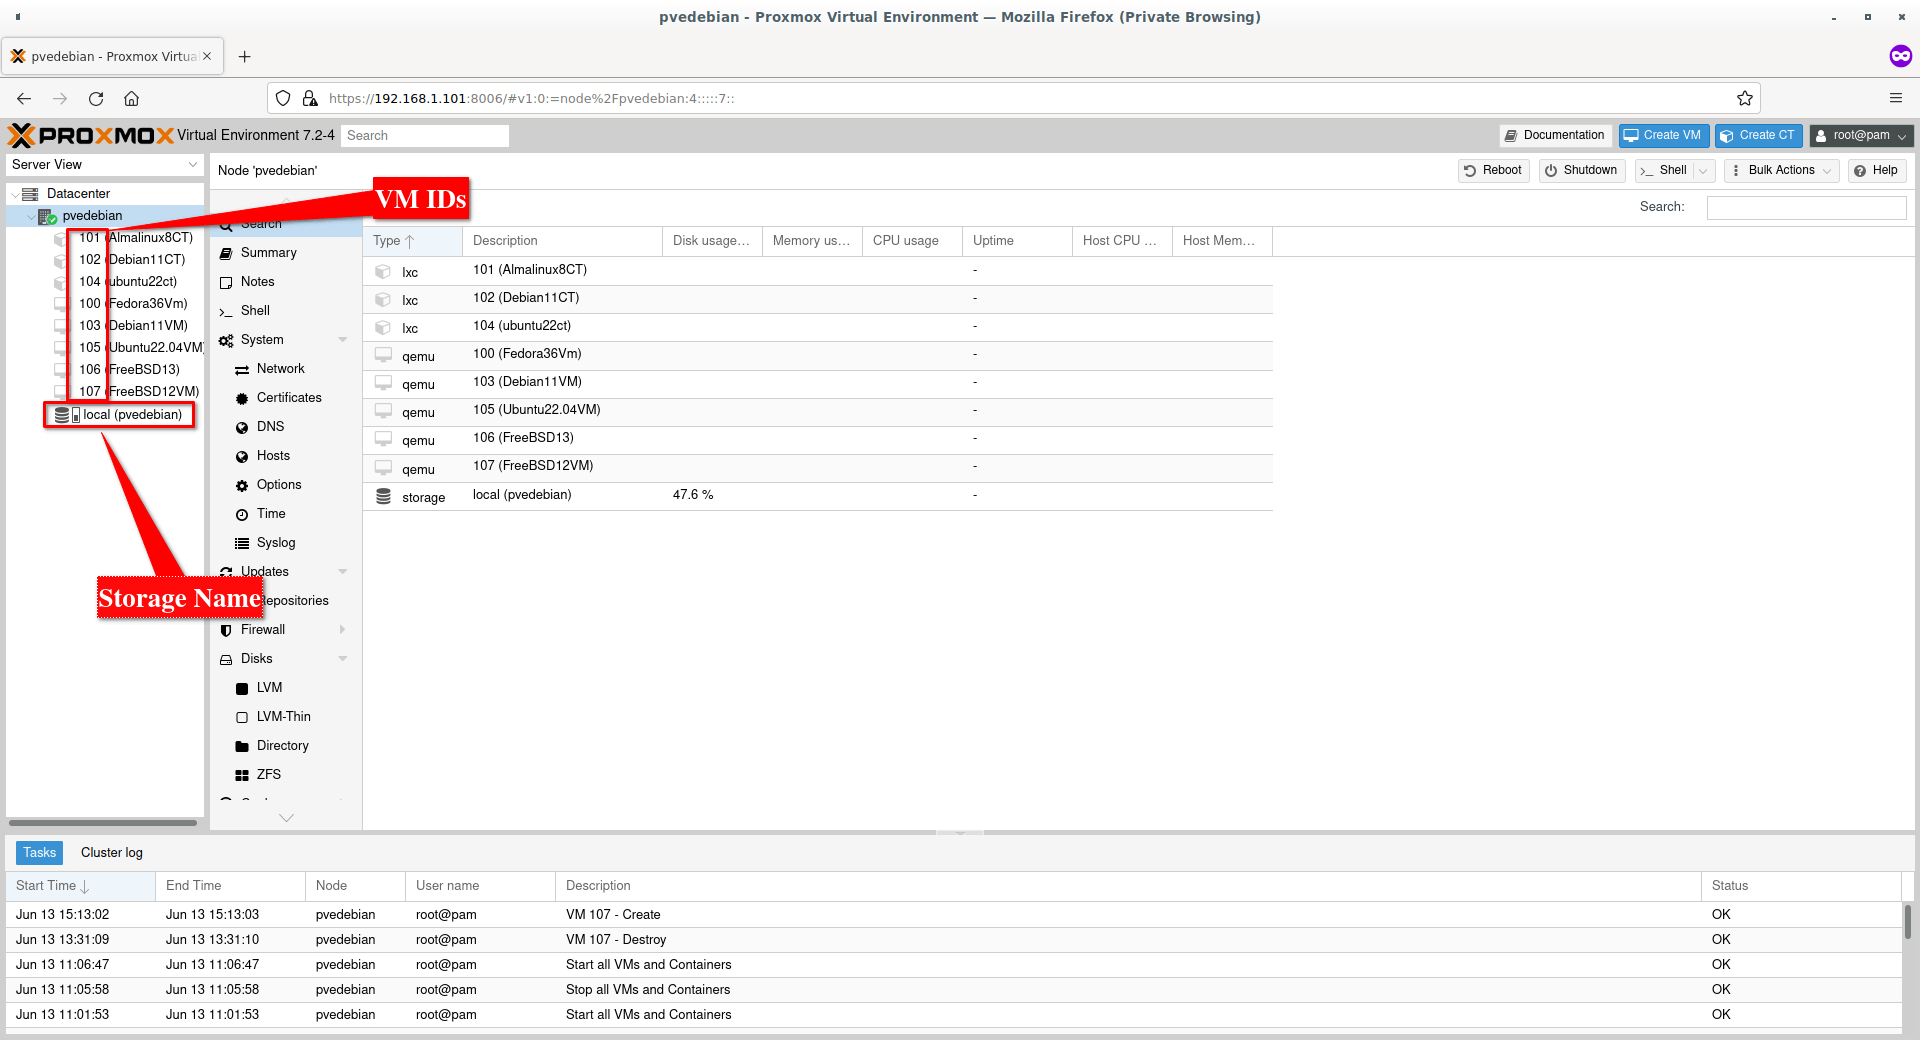 pvedebian - Proxmox Virtual Environment — Mozilla Firefox (Private Browsing)
pvedebian - Proxmox Virtua
https://192.168.1.101:8006/#v1:0:=node%2Fpvedebian:4:::::7::
PROXMOX Virtual Environment 7.2-4 Search Documentation Create VM Create CT root@pam
Server View
Node 'pvedebian' Reboot Shutdown Shell Bulk Actions Help
Datacenter
pvedebian
101 (Almalinux8CT)
102 (Debian11CT)
104 (ubuntu22ct)
100 (Fedora36Vm)
103 (Debian11VM)
105 (Ubuntu22.04VM)
106 (FreeBSD13)
107 (FreeBSD12VM)
local (pvedebian)
VM IDs
Storage Name
Search
Summary
Notes
Shell
System
Network
Certificates
DNS
Hosts
Options
Time
Syslog
Updates
Repositories
Firewall
Disks
LVM
LVM-Thin
Directory
ZFS
Search:
Type Description Disk usage... Memory us... CPU usage Uptime Host CPU ... Host Mem...
lxc 101 (Almalinux8CT) -
lxc 102 (Debian11CT) -
lxc 104 (ubuntu22ct) -
qemu 100 (Fedora36Vm) -
qemu 103 (Debian11VM) -
qemu 105 (Ubuntu22.04VM) -
qemu 106 (FreeBSD13) -
qemu 107 (FreeBSD12VM) -
storage local (pvedebian) 47.6 % -
Tasks Cluster log
Start Time End Time Node User name Description Status
Jun 13 15:13:02 Jun 13 15:13:03 pvedebian root@pam VM 107 - Create OK
Jun 13 13:31:09 Jun 13 13:31:10 pvedebian root@pam VM 107 - Destroy OK
Jun 13 11:06:47 Jun 13 11:06:47 pvedebian root@pam Start all VMs and Containers OK
Jun 13 11:05:58 Jun 13 11:05:58 pvedebian root@pam Stop all VMs and Containers OK
Jun 13 11:01:53 Jun 13 11:01:53 pvedebian root@pam Start all VMs and Containers OK